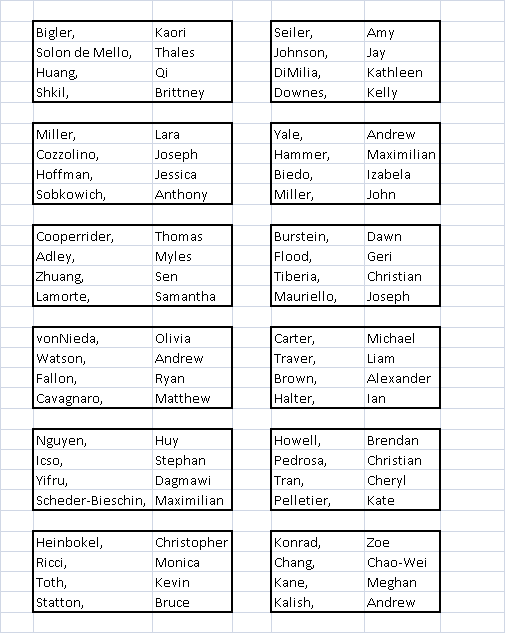 Bigler, Kaori
Solon de Mello, Thales
Huang, Qi
Shkil, Brittney
Seiler, Amy
Johnson, Jay
DiMilia, Kathleen
Downes, Kelly
Miller, Lara
Cozzolino, Joseph
Hoffman, Jessica
Sobkowich, Anthony
Yale, Andrew
Hammer, Maximilian
Biedo, Izabela
Miller, John
Cooperrider, Thomas
Adley, Myles
Zhuang, Sen
Lamorte, Samantha
Burstein, Dawn
Flood, Geri
Tiberia, Christian
Mauriello, Joseph
vonNieda, Olivia
Watson, Andrew
Fallon, Ryan
Cavagnaro, Matthew
Carter, Michael
Traver, Liam
Brown, Alexander
Halter, Ian
Nguyen, Huy
Icso, Stephan
Yifru, Dagmawi
Scheder-Bieschin, Maximilian
Howell, Brendan
Pedrosa, Christian
Tran, Cheryl
Pelletier, Kate
Heinbokel, Christopher
Ricci, Monica
Toth, Kevin
Statton, Bruce
Konrad, Zoe
Chang, Chao-Wei
Kane, Meghan
Kalish, Andrew